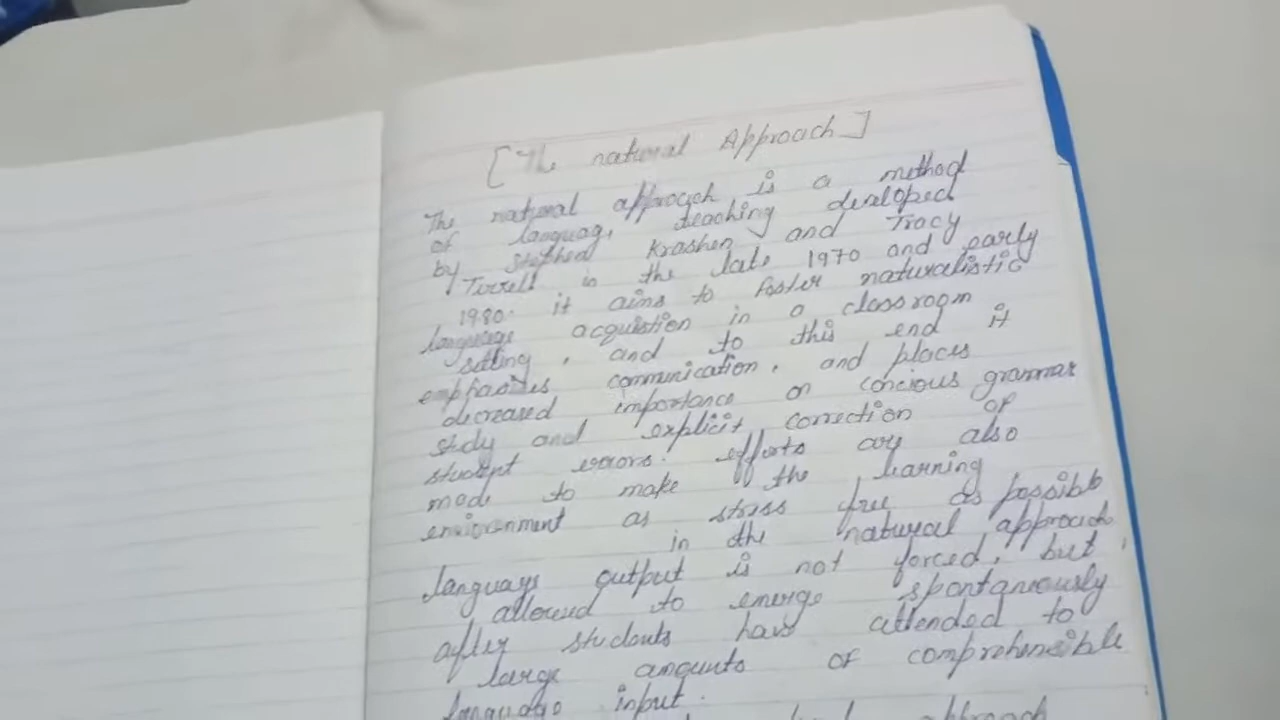 [The natural Approach]
The natural approach is a method
of language teaching developed
by Stephen Krashen and Tracy
Terrell in the late 1970 and early
1980. it aims to foster naturalistic
language acquistion in a classroom
setting, and to this end it
emphasizes communication, and places
decreased importance on concious grammar
study and explicit correction of
student errors. efforts are also
made to make the learning
enviornment as stress free as possible
in the natural approach
language output is not forced, but
allowed to emerge spontaneously
after students have attended to
large amounts of comprehensible
language input.
approach